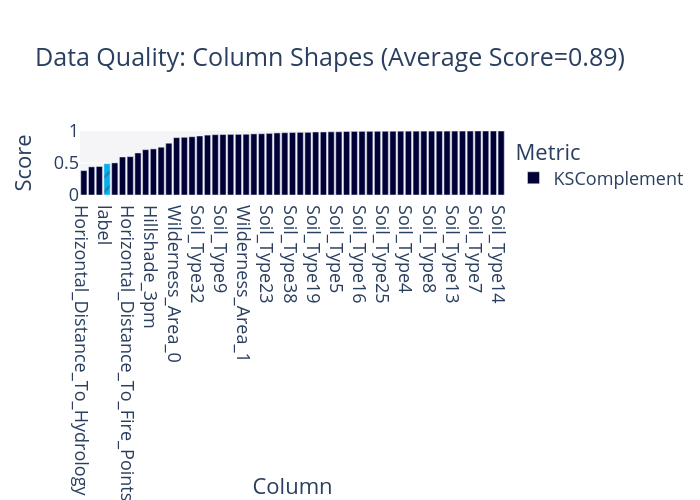 Data Quality: Column Shapes (Average Score=0.89)
Score
1
0.5
0
Metric
KSComplement
Horizontal_Distance_To_Hydrology
label
Horizontal_Distance_To_Fire_Points
Hillshade_3pm
Wilderness_Area_0
Soil_Type32
Soil_Type9
Wilderness_Area_1
Soil_Type23
Soil_Type38
Soil_Type19
Soil_Type5
Soil_Type16
Soil_Type25
Soil_Type4
Soil_Type8
Soil_Type13
Soil_Type7
Soil_Type14
Column